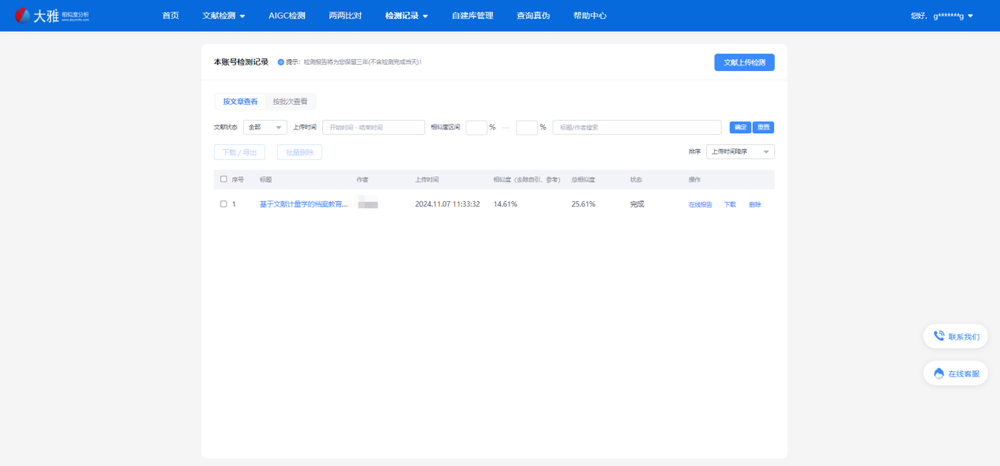 大雅 相似度分析
首页 文献检测 AIGC检测 两两比对 检测记录 自建库管理 查询真伪 帮助中心 您好, g*******g
本账号检测记录 提示: 检测报告将为您保留三年(不含检测完成当天)! 文献上传检测
按文章查看 按批次查看
文献状态 全部 上传时间 开始时间 - 结束时间 相似度区间 % — % 标题/作者搜索 确定 重置
下载 / 导出 批量删除 排序 上传时间降序
序号 标题 作者 上传时间 相似度（去除自引、参考） 总相似度 状态 操作
1 基于文献计量学的档案教育... 2024.11.07 11:33:32 14.61% 25.61% 完成 在线报告 下载 删除
联系我们
在线客服